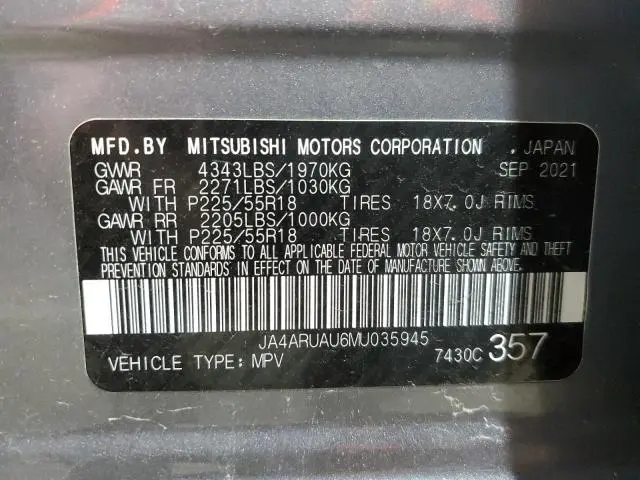 MFD.BY MITSUBISHI MOTORS CORPORATION . JAPAN
GVWR 4343LBS/1970KG SEP 2021
GAWR FR 2271LBS/1030KG
WITH P225/55R18 TIRES 18X7.0J RIMS
GAWR RR 2205LBS/1000KG
WITH P225/55R18 TIRES 18X7.0J RIMS
THIS VEHICLE CONFORMS TO ALL APPLICABLE FEDERAL MOTOR VEHICLE SAFETY AND THEFT
PREVENTION STANDARDS IN EFFECT ON THE DATE OF MANUFACTURE SHOWN ABOVE.
JA4ARUAU6MU035945
VEHICLE TYPE: MPV 7430C 357